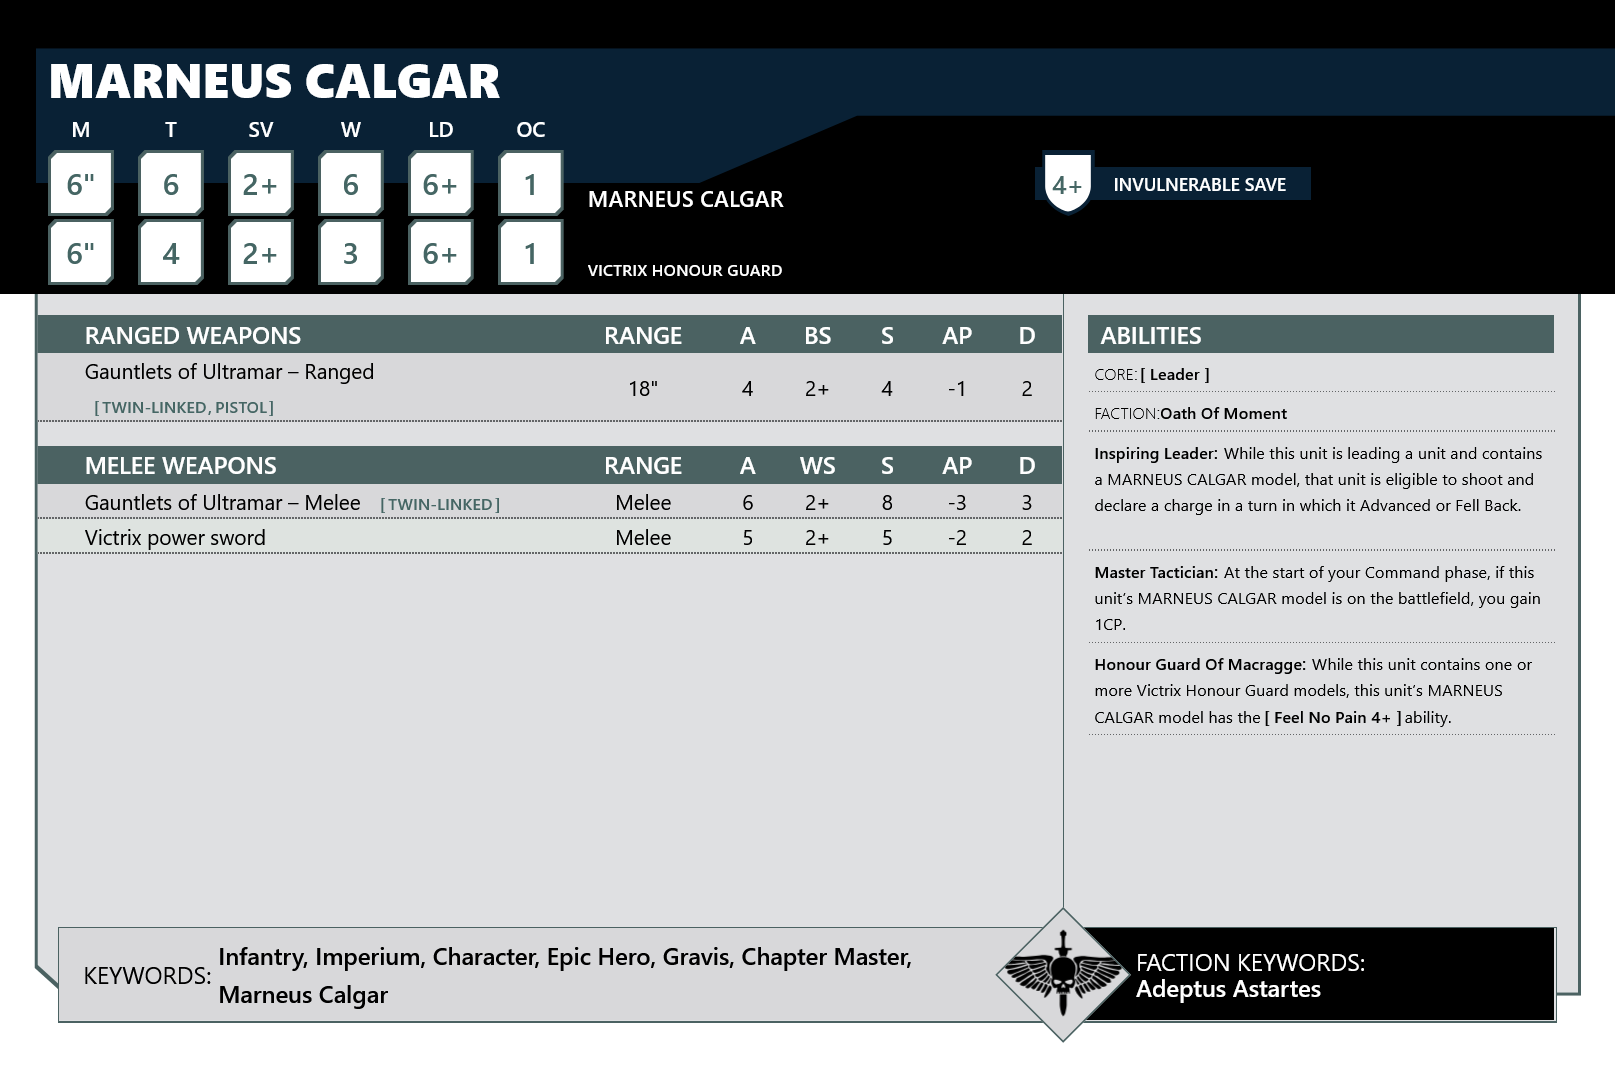 MARNEUS CALGAR
M T SV W LD OC
6" 6 2+ 6 6+ 1 MARNEUS CALGAR
4+ INVULNERABLE SAVE
6" 4 2+ 3 6+ 1 VICTRIX HONOUR GUARD
RANGED WEAPONS RANGE A BS S AP D
Gauntlets of Ultramar – Ranged
18" 4 2+ 4 -1 2
[TWIN-LINKED, PISTOL]
MELEE WEAPONS RANGE A WS S AP D
Gauntlets of Ultramar – Melee [TWIN-LINKED] Melee 6 2+ 8 -3 3
Victrix power sword Melee 5 2+ 5 -2 2
ABILITIES
CORE: [ Leader ]
FACTION: Oath Of Moment
Inspiring Leader: While this unit is leading a unit and contains
a MARNEUS CALGAR model, that unit is eligible to shoot and
declare a charge in a turn in which it Advanced or Fell Back.
Master Tactician: At the start of your Command phase, if this
unit's MARNEUS CALGAR model is on the battlefield, you gain
1CP.
Honour Guard Of Macragge: While this unit contains one or
more Victrix Honour Guard models, this unit's MARNEUS
CALGAR model has the [ Feel No Pain 4+ ] ability.
KEYWORDS: Infantry, Imperium, Character, Epic Hero, Gravis, Chapter Master,
Marneus Calgar
FACTION KEYWORDS:
Adeptus Astartes